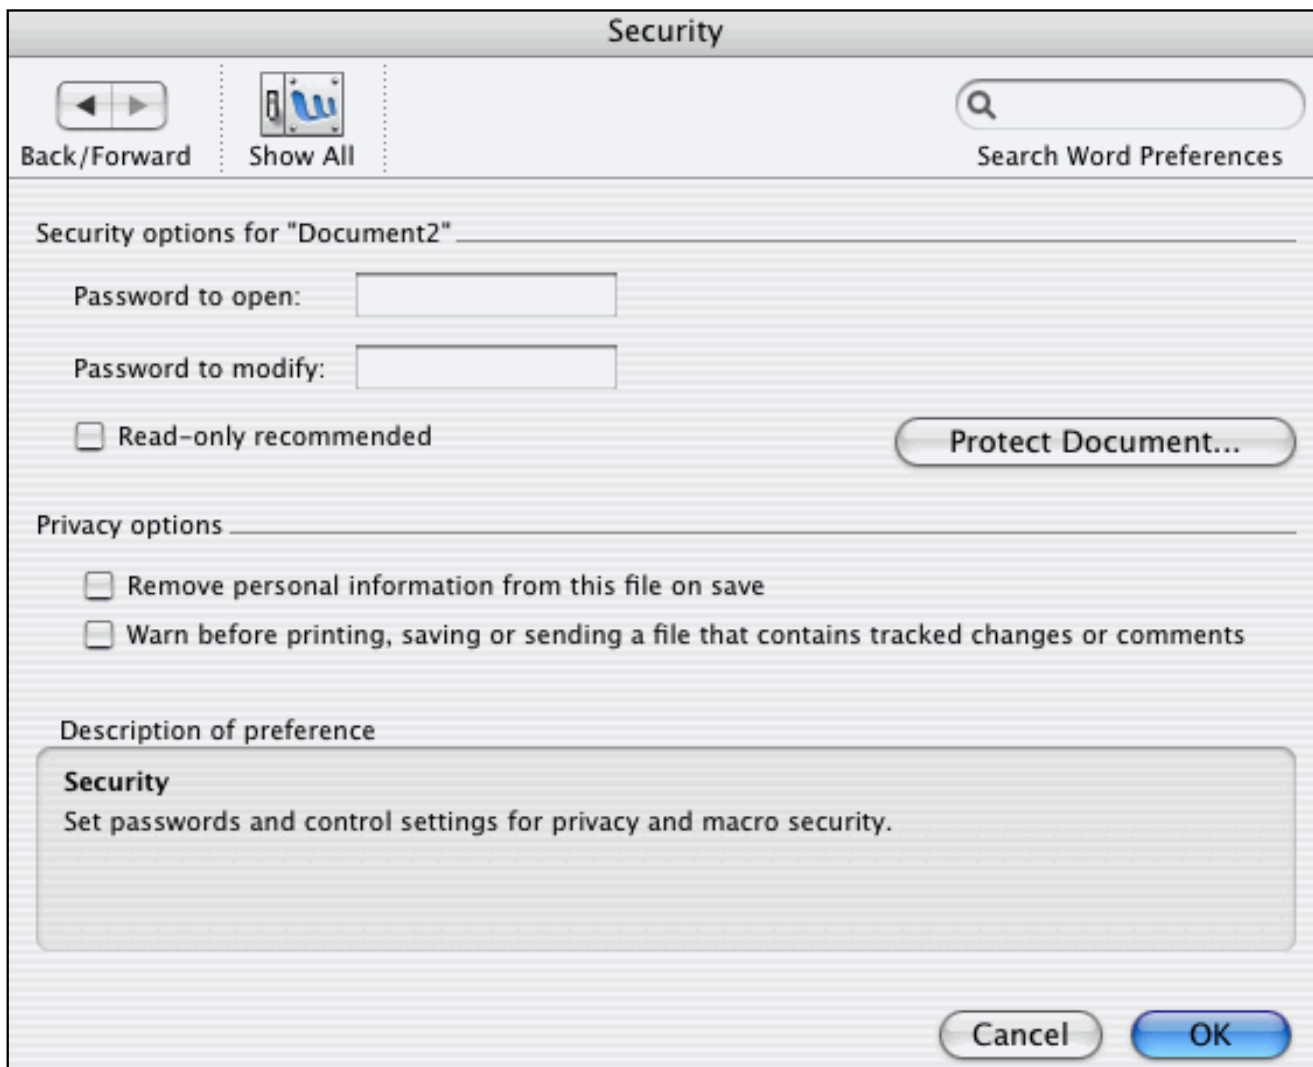 Security
Back/Forward
Show All
Search Word Preferences
Security options for "Document2"
Password to open:
Password to modify:
Read-only recommended
Protect Document...
Privacy options
Remove personal information from this file on save
Warn before printing, saving or sending a file that contains tracked changes or comments
Description of preference
Security
Set passwords and control settings for privacy and macro security.
Cancel
OK